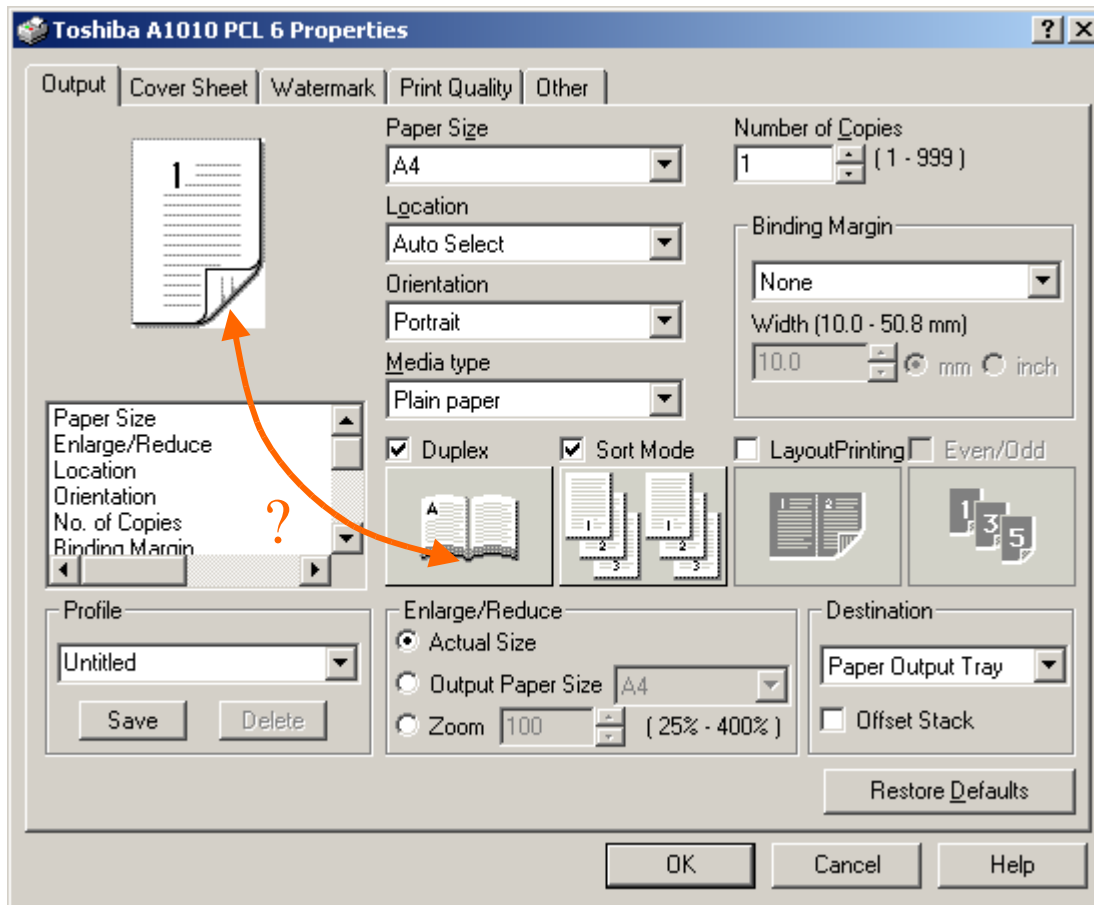 Toshiba A1010 PCL 6 Properties
Output Cover Sheet Watermark Print Quality Other
1
Paper Size
A4
Location
Auto Select
Orientation
Portrait
Media type
Plain paper
Number of Copies
1 ( 1 - 999 )
Binding Margin
None
Width (10.0 - 50.8 mm)
10.0 mm inch
Paper Size
Enlarge/Reduce
Location
Orientation
No. of Copies
Binding Margin
?
Duplex Sort Mode LayoutPrinting Even/Odd
A
1 1
2 2
3 3
1 2
1 3 5
Profile
Untitled
Save Delete
Enlarge/Reduce
Actual Size
Output Paper Size A4
Zoom 100 ( 25% - 400% )
Destination
Paper Output Tray
Offset Stack
Restore Defaults
OK Cancel Help